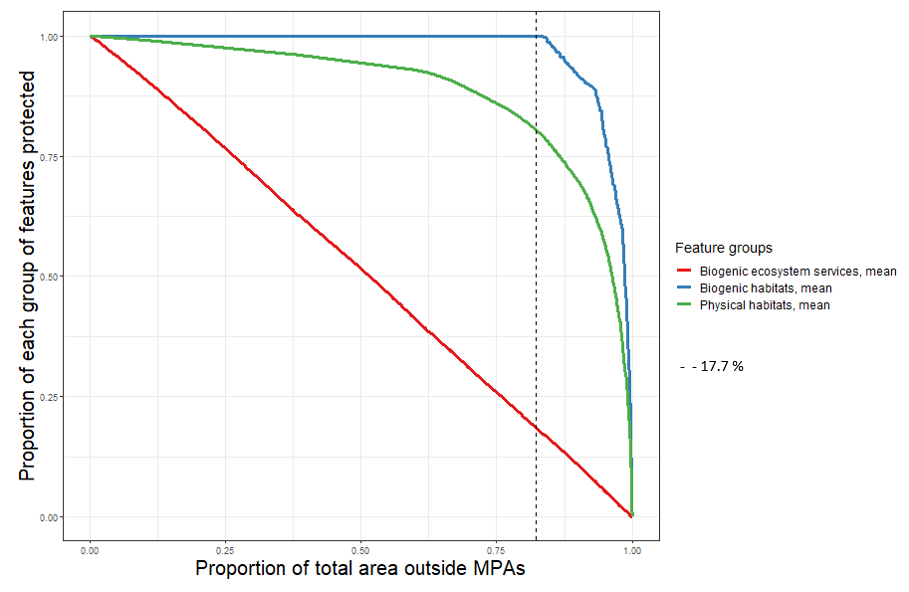 Proportion of each group of features protected
1.00
0.75
0.50
0.25
0.00
0.00 0.25 0.50 0.75 1.00
Proportion of total area outside MPAs
Feature groups
Biogenic ecosystem services, mean
Biogenic habitats, mean
Physical habitats, mean
- - 17.7 %